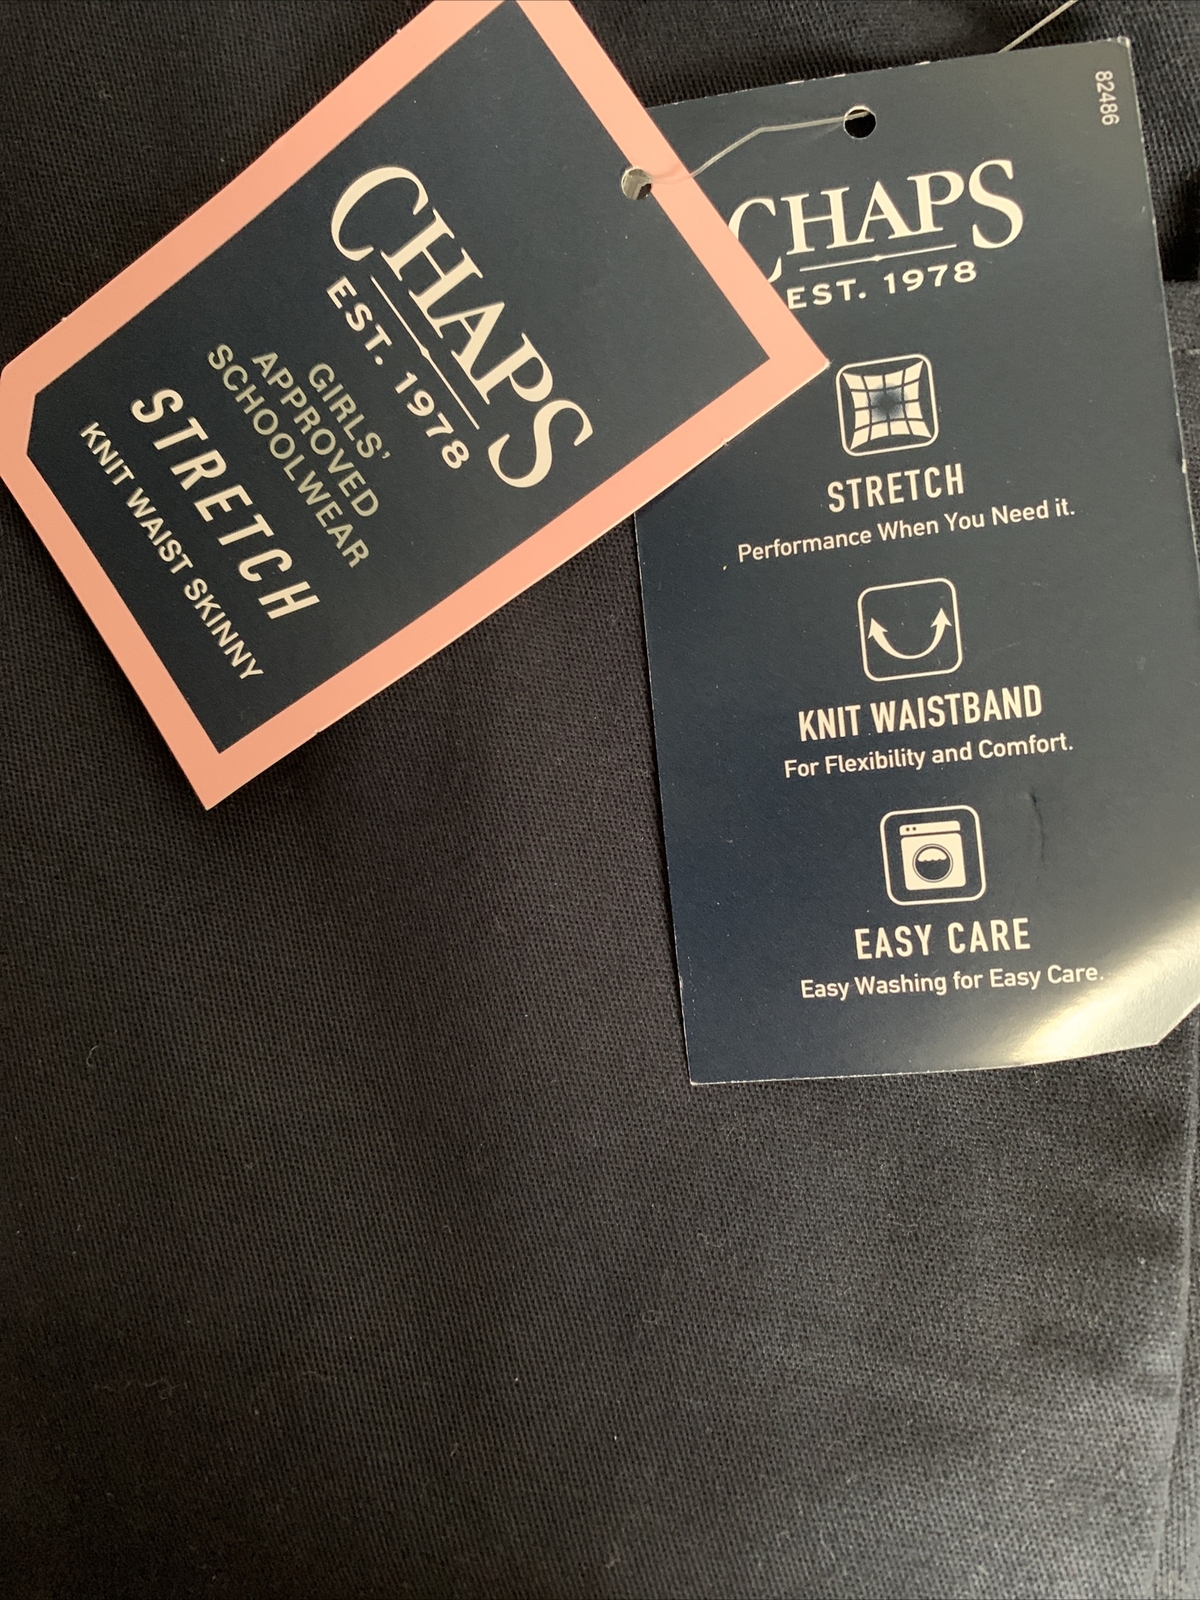 CHAPS
EST. 1978
GIRLS'
APPROVED
SCHOOLWEAR
STRETCH
KNIT WAIST SKINNY
82486
CHAPS
EST. 1978
STRETCH
Performance When You Need it.
KNIT WAISTBAND
For Flexibility and Comfort.
EASY CARE
Easy Washing for Easy Care.